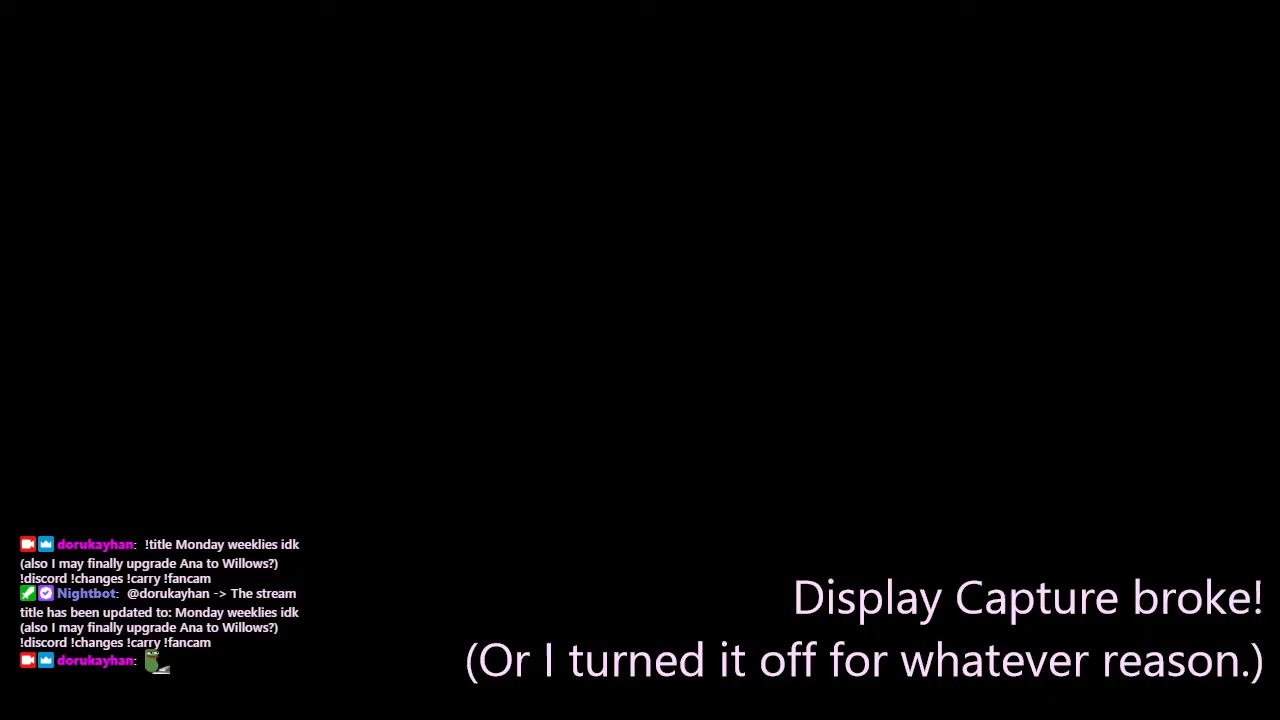 dorukayhan: !title Monday weeklies idk
(also I may finally upgrade Ana to Willows?)
!discord !changes !carry !fancam
Nightbot: @dorukayhan -> The stream
title has been updated to: Monday weeklies idk
(also I may finally upgrade Ana to Willows?)
!discord !changes !carry !fancam
dorukayhan:
Display Capture broke!
(Or I turned it off for whatever reason.)